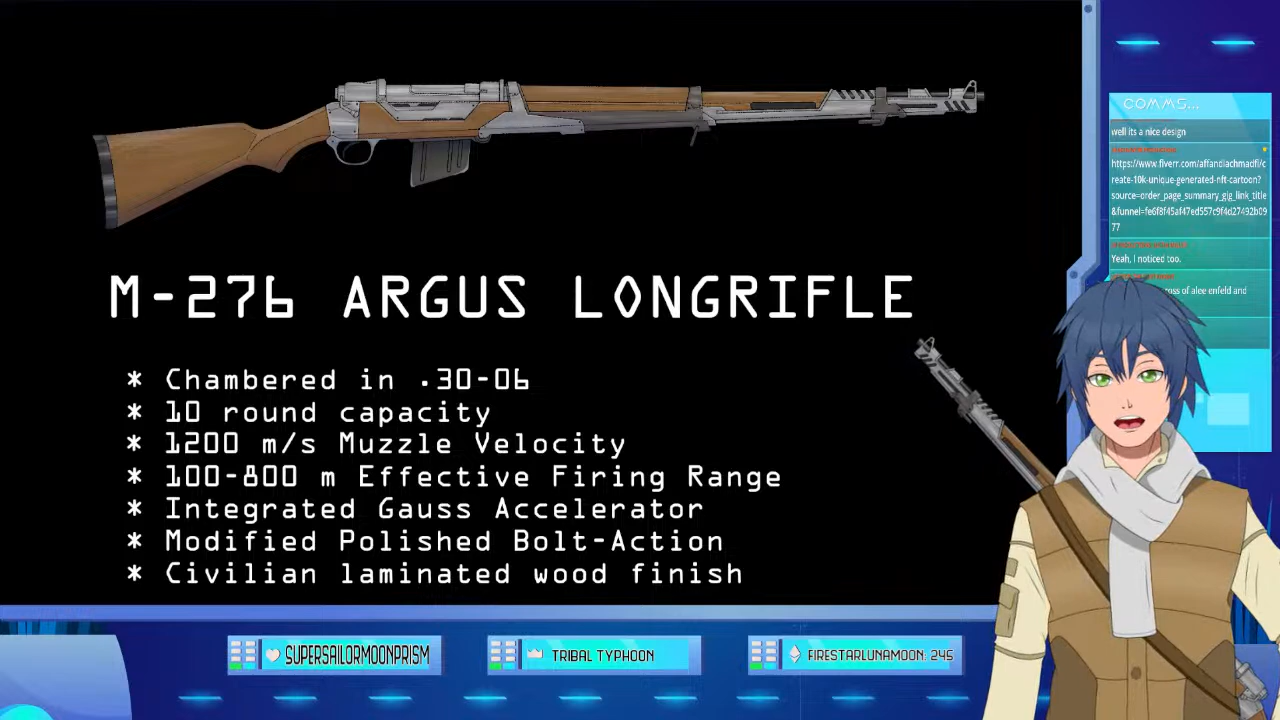 COMMS...
well its a nice design
https://www.fiverr.com/affandiachmadfi/c
reate-10k-unique-generated-nft-cartoon?
source=order_page_summary_gig_link_title
&funnel=fe6f8f45af47ed557c9f4d27492b09
77
Yeah, I noticed too.
ross of alee enfeld and
M-276 ARGUS LONGRIFLE
* Chambered in .30-06
* 10 round capacity
* 1200 m/s Muzzle Velocity
* 100-800 m Effective Firing Range
* Integrated Gauss Accelerator
* Modified Polished Bolt-Action
* Civilian laminated wood finish
SUPERSAILORMOONPRISM
TRIBAL TYPHOON
FIRESTARLUNAMOON: 245